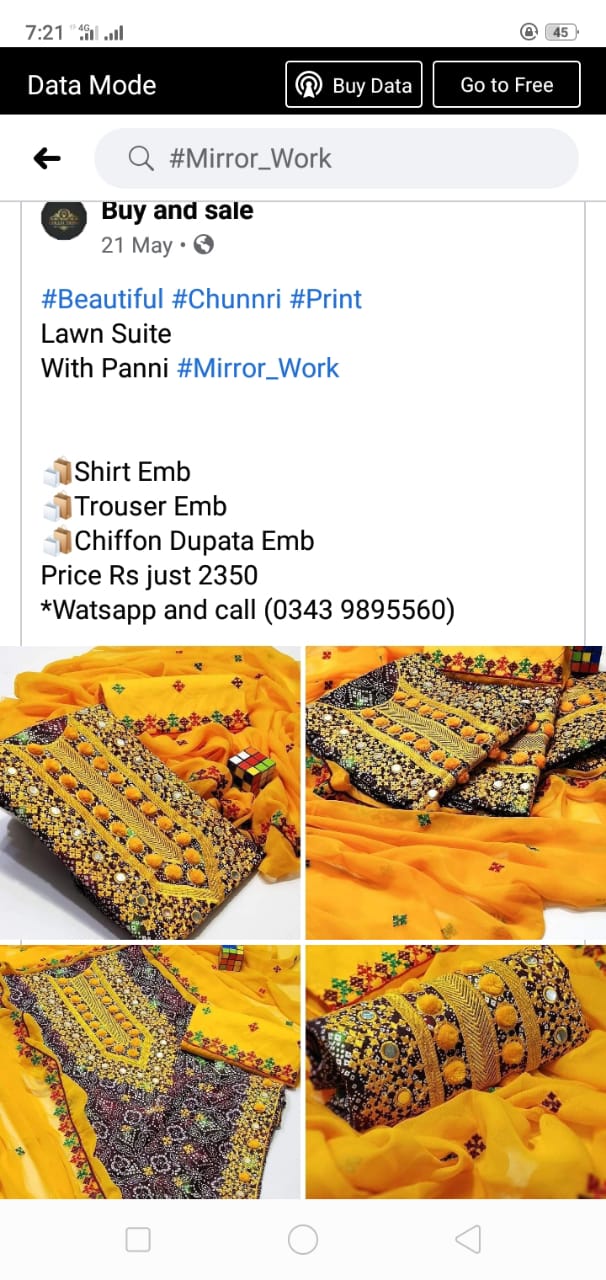 7:21 4G 45
Data Mode Buy Data Go to Free
#Mirror_Work
Buy and sale
21 May •
#Beautiful #Chunnri #Print
Lawn Suite
With Panni #Mirror_Work
Shirt Emb
Trouser Emb
Chiffon Dupata Emb
Price Rs just 2350
*Watsapp and call (0343 9895560)